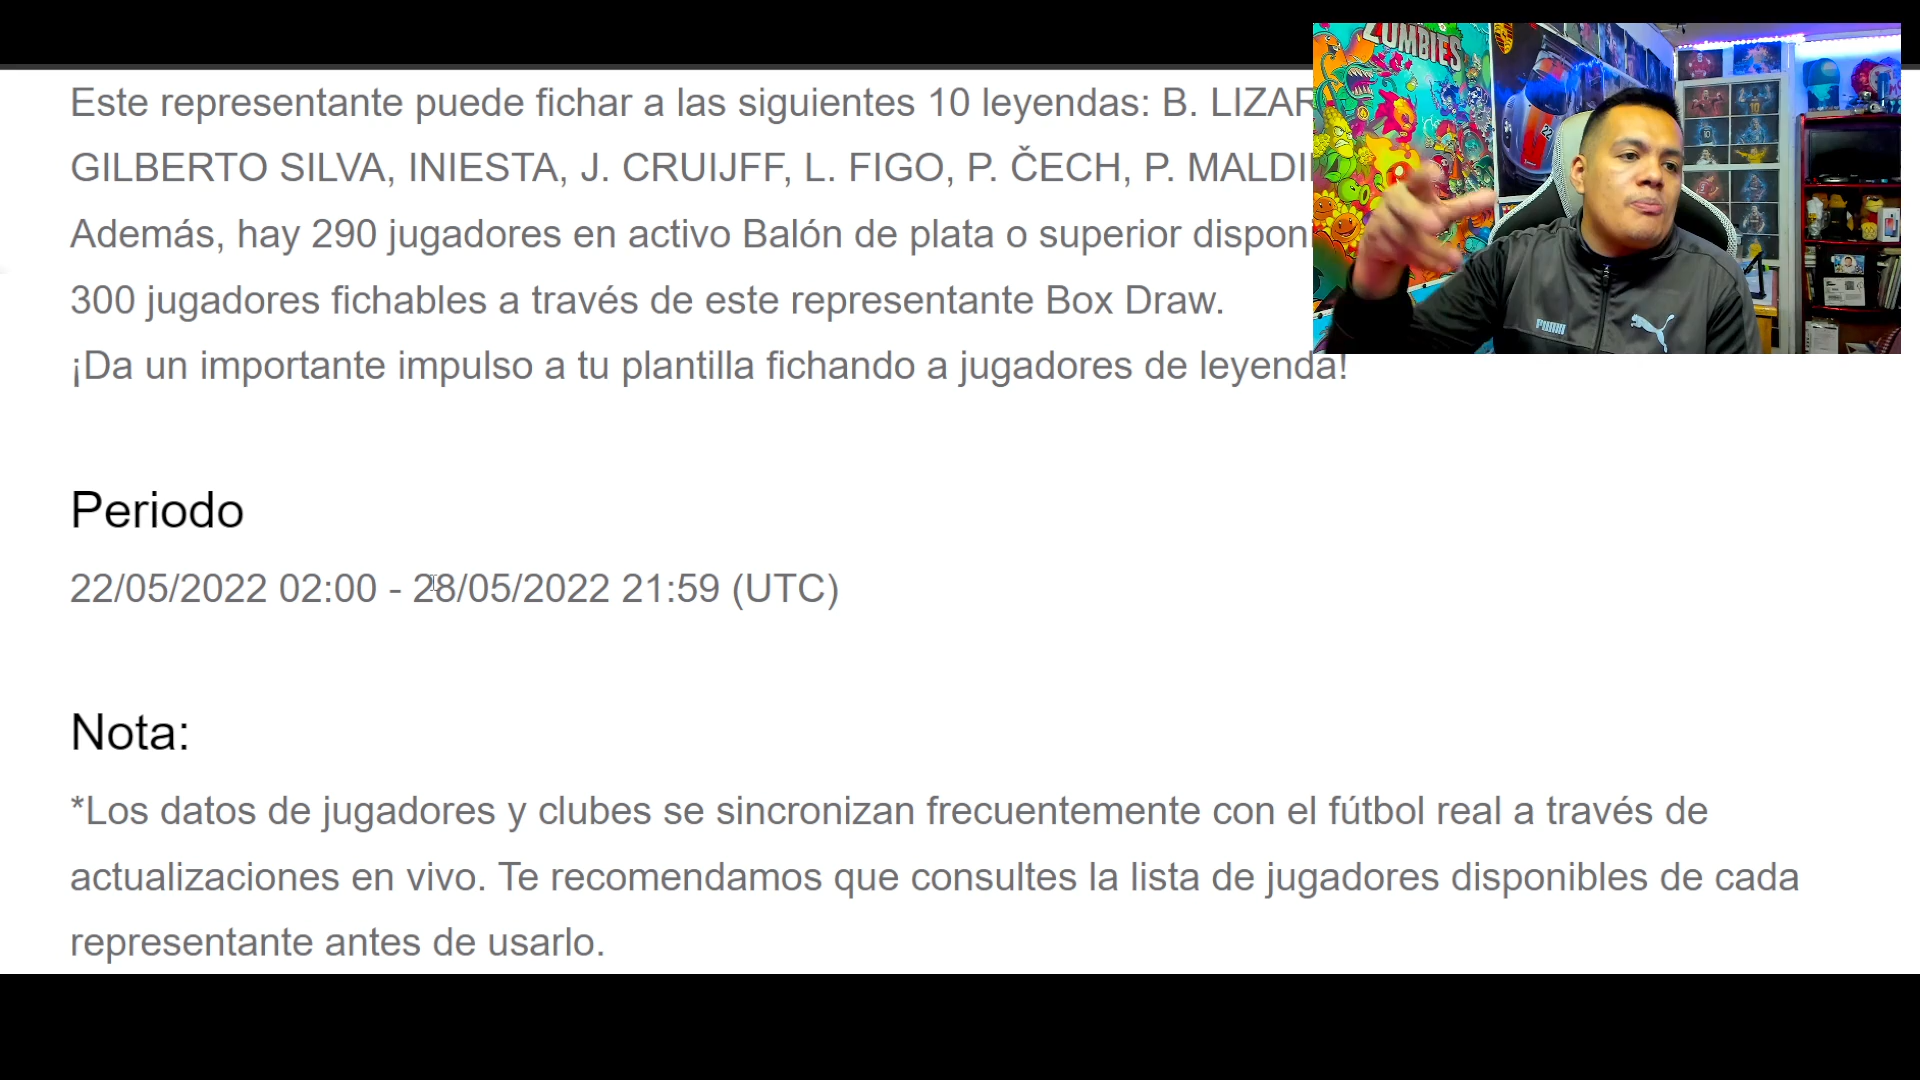 Este representante puede fichar a las siguientes 10 leyendas: B.
GILBERTO SILVA, INIESTA, J. CRUIJFF, L. FIGO, P. ČECH, P.
Además, hay 290 jugadores en activo Balón de plata o superior
300 jugadores fichables a través de este representante Box Draw.
¡Da un importante impulso a tu plantilla fichando a jugadores de leyenda!
Periodo
22/05/2022 02:00 - 28/05/2022 21:59 (UTC)
Nota:
*Los datos de jugadores y clubes se sincronizan frecuentemente con el fútbol real a través de
actualizaciones en vivo. Te recomendamos que consultes la lista de jugadores disponibles de cada
representante antes de usarlo.
ZOMBIES
22
PUMA